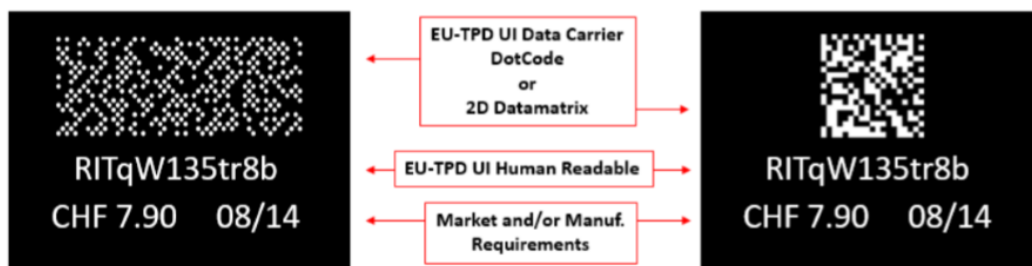 EU-TPD UI Data Carrier
DotCode
or
2D Datamatrix
RITqW135tr8b
EU-TPD UI Human Readable
RITqW135tr8b
CHF 7.90 08/14
Market and/or Manuf.
Requirements
CHF 7.90 08/14